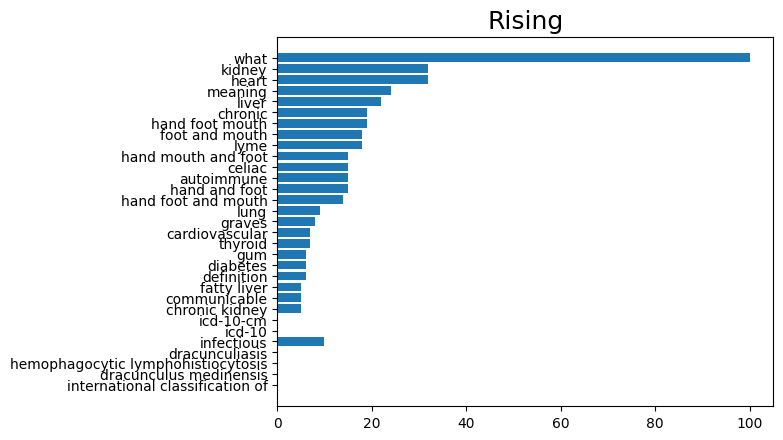 Rising
what
kidney
heart
meaning
liver
chronic
hand foot mouth
foot and mouth
lyme
hand mouth and foot
celiac
autoimmune
hand and foot
hand foot and mouth
lung
graves
cardiovascular
thyroid
gum
diabetes
definition
fatty liver
communicable
chronic kidney
icd-10-cm
icd-10
infectious
dracunculiasis
hemophagocytic lymphohistiocytosis
dracunculus medinensis
international classification of
0 20 40 60 80 100